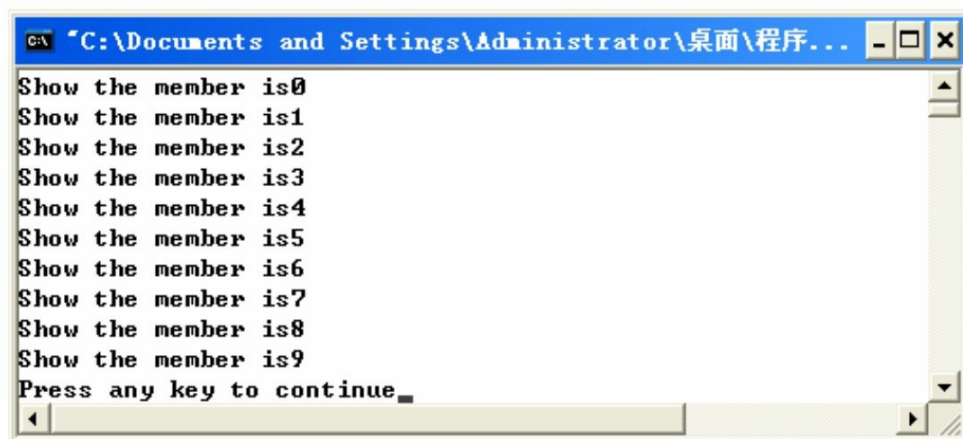 "C:\Documents and Settings\Administrator\桌面\程序...
Show the member is0
Show the member is1
Show the member is2
Show the member is3
Show the member is4
Show the member is5
Show the member is6
Show the member is7
Show the member is8
Show the member is9
Press any key to continue